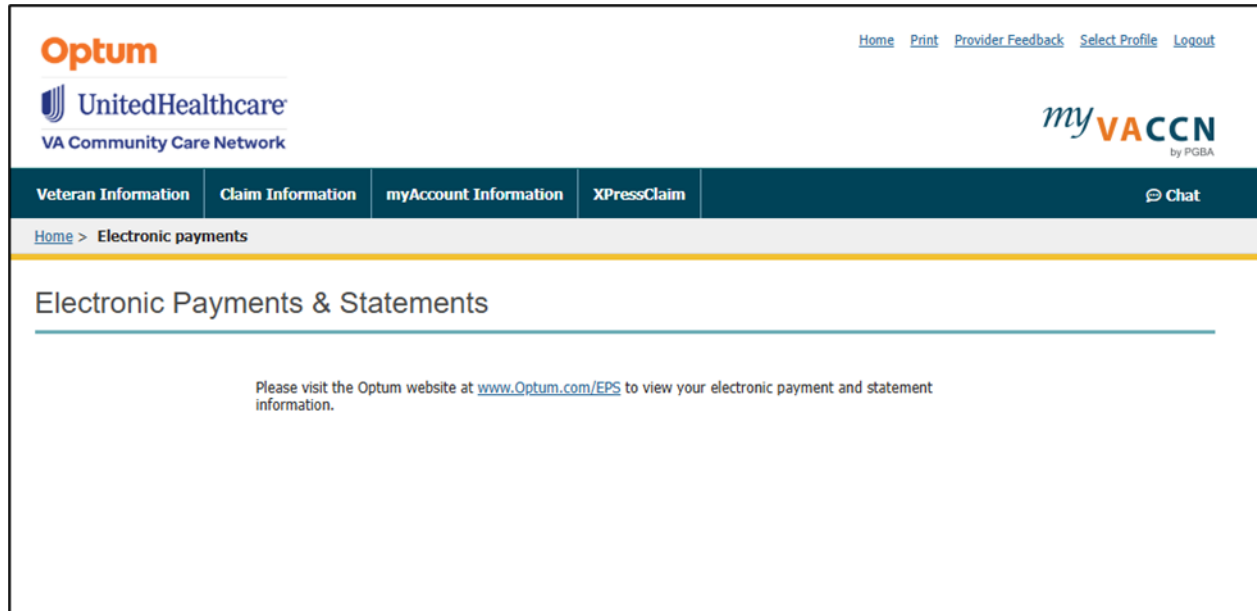 Optum
Home Print Provider Feedback Select Profile Logout
UnitedHealthcare
VA Community Care Network
my VACCN
by PGBA
Veteran Information Claim Information myAccount Information XPressClaim Chat
Home > Electronic payments
Electronic Payments & Statements
Please visit the Optum website at www.Optum.com/EPS to view your electronic payment and statement
information.